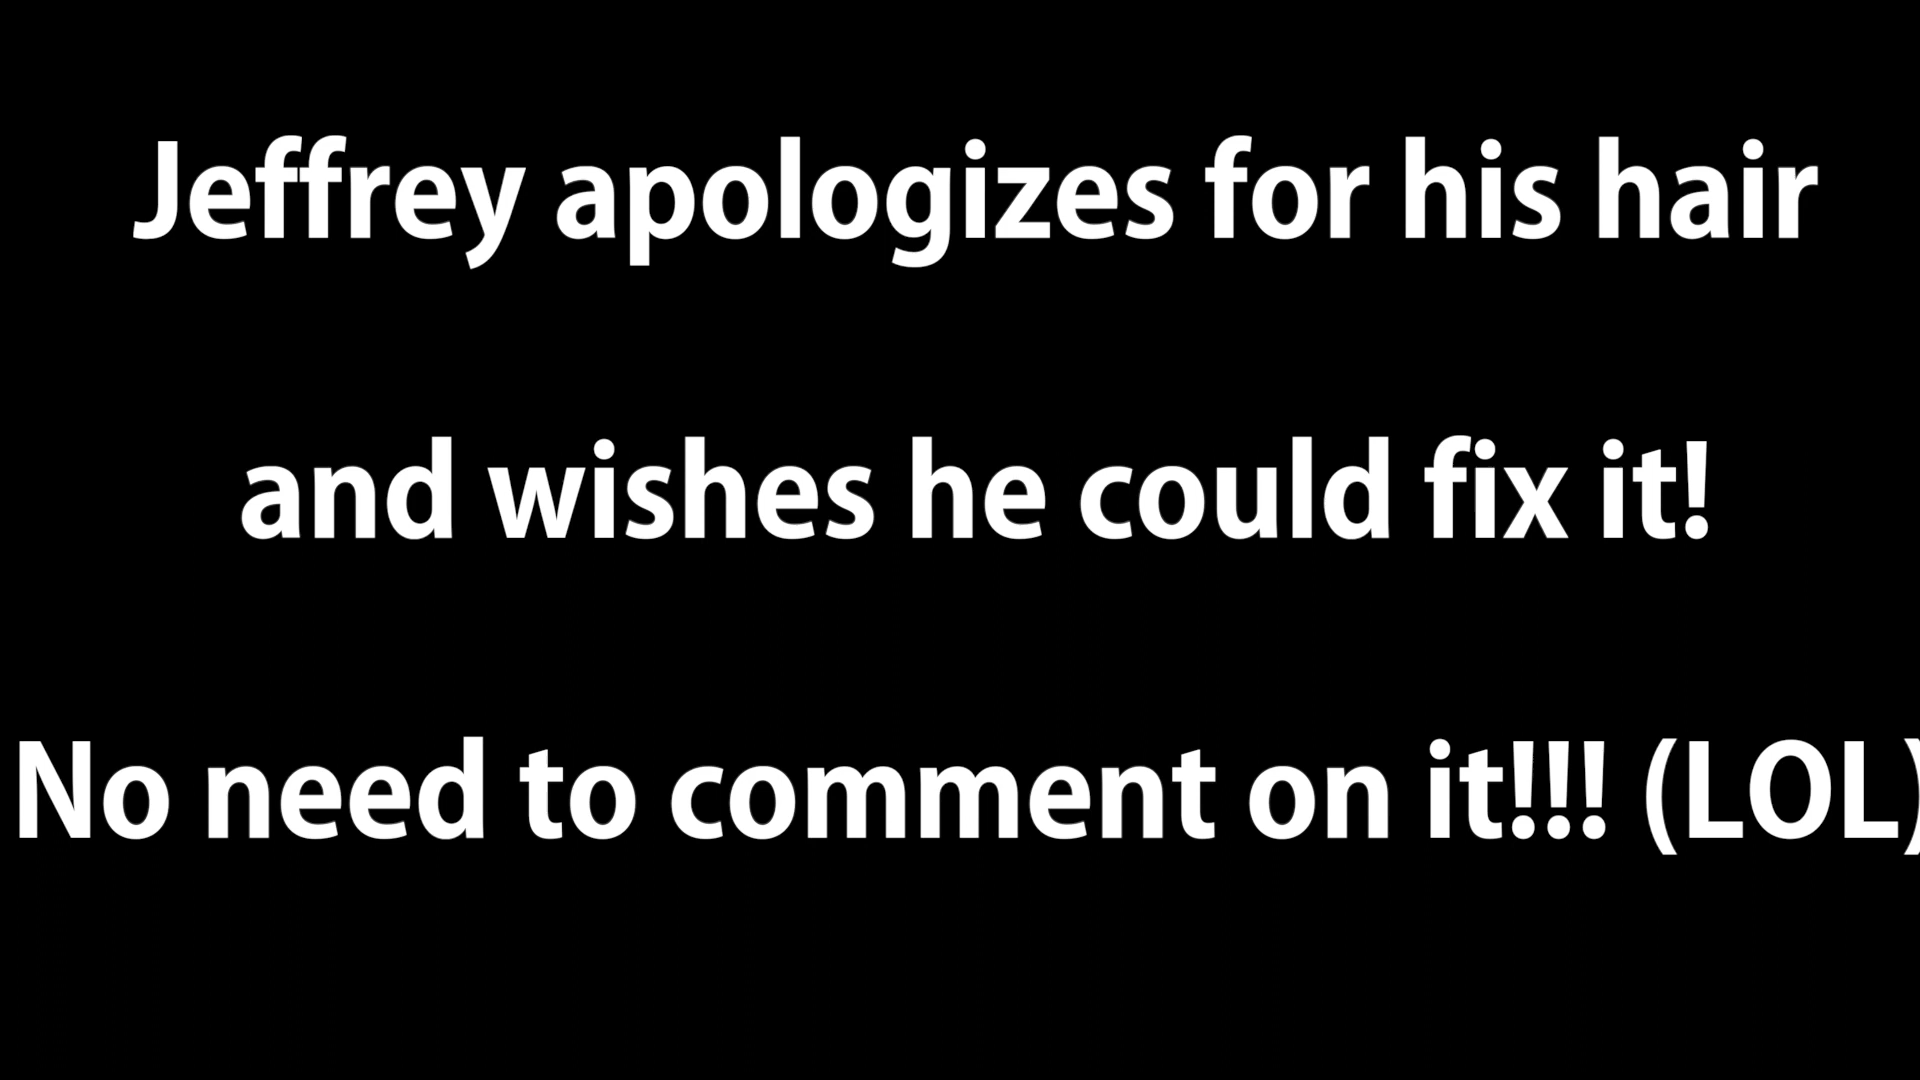 Jeffrey apologizes for his hair
and wishes he could fix it!
No need to comment on it!!! (LOL)